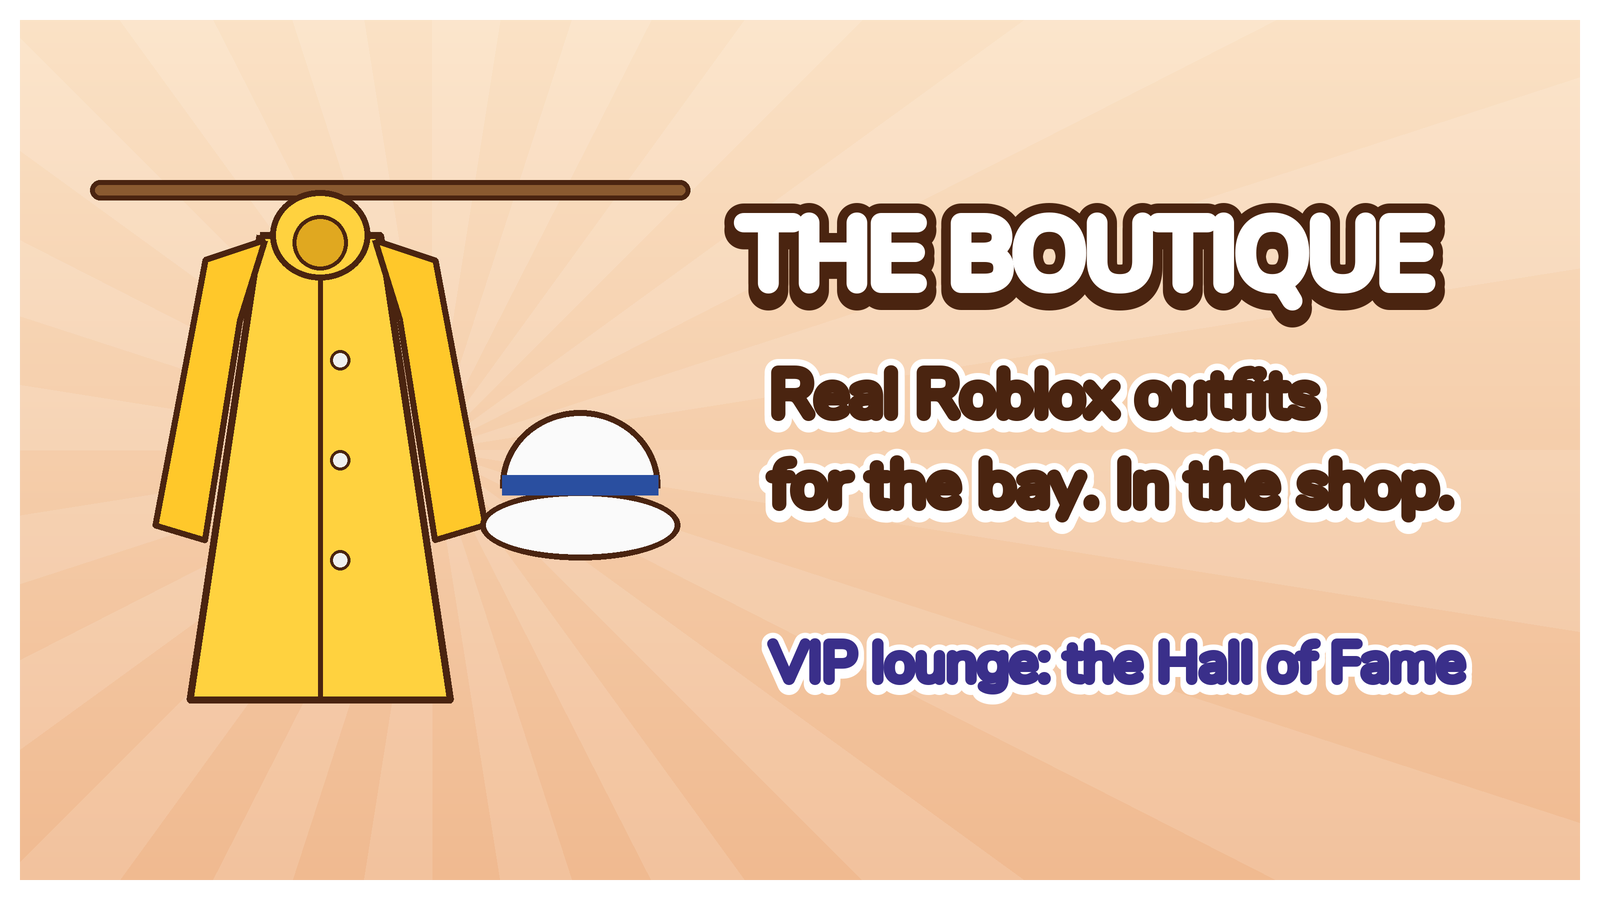 THE BOUTIQUE
Real Roblox outfits
for the bay. In the shop.
VIP lounge: the Hall of Fame